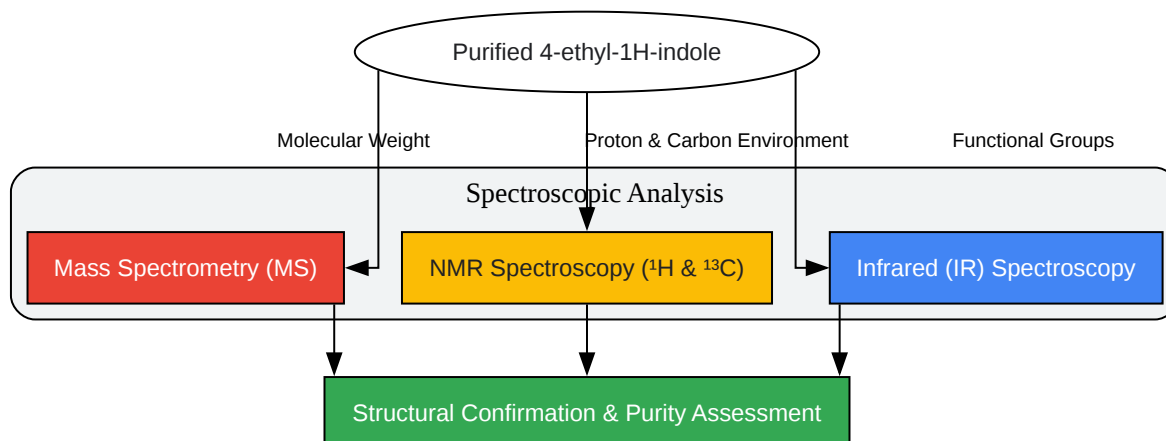 Purified 4-ethyl-1H-indole
Molecular Weight
Proton & Carbon Environment
Functional Groups
Spectroscopic Analysis
Mass Spectrometry (MS)
NMR Spectroscopy (¹H & ¹³C)
Infrared (IR) Spectroscopy
Structural Confirmation & Purity Assessment